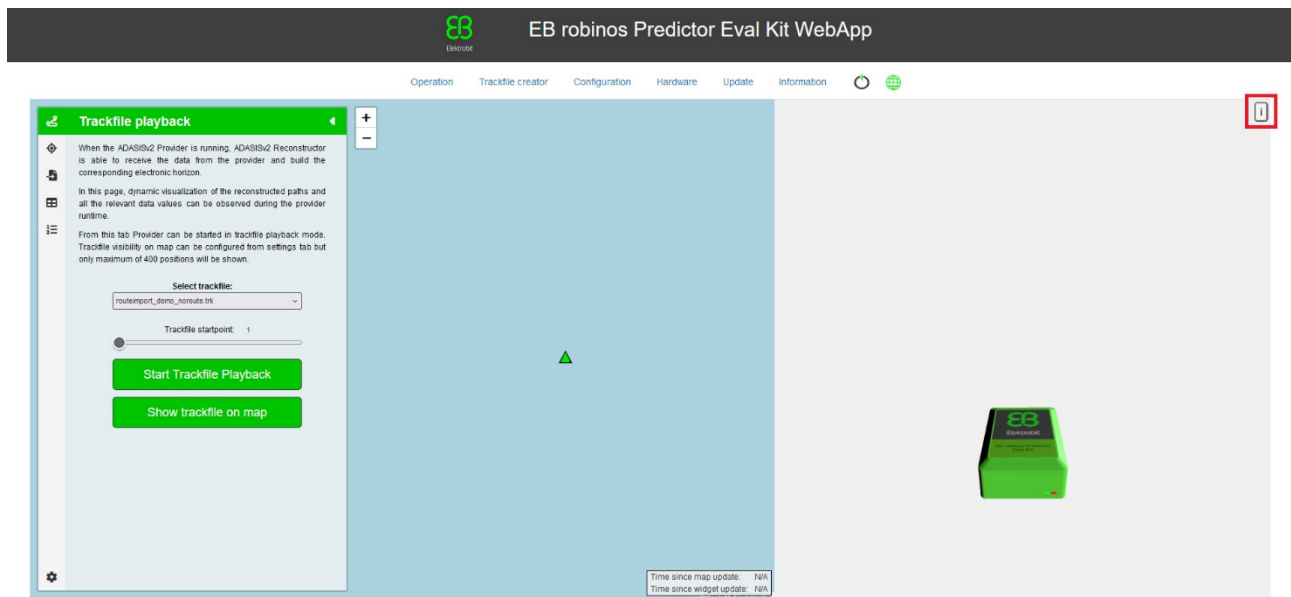 EB
Elektrobit
EB robinos Predictor Eval Kit WebApp
Operation Trackfile creator Configuration Hardware Update Information
Trackfile playback
+
−
i
When the ADASISv2 Provider is running, ADASISv2 Reconstructor
is able to receive the data from the provider and build the
corresponding electronic horizon.
In this page, dynamic visualization of the reconstructed paths and
all the relevant data values can be observed during the provider
runtime.
From this tab Provider can be started in trackfile playback mode.
Trackfile visibility on map can be configured from settings tab but
only maximum of 400 positions will be shown.
Select trackfile:
routeimport_demo_noroute.trk
Trackfile startpoint: 1
Start Trackfile Playback
Show trackfile on map
EB
Elektrobit
Time since map update: N/A
Time since widget update: N/A